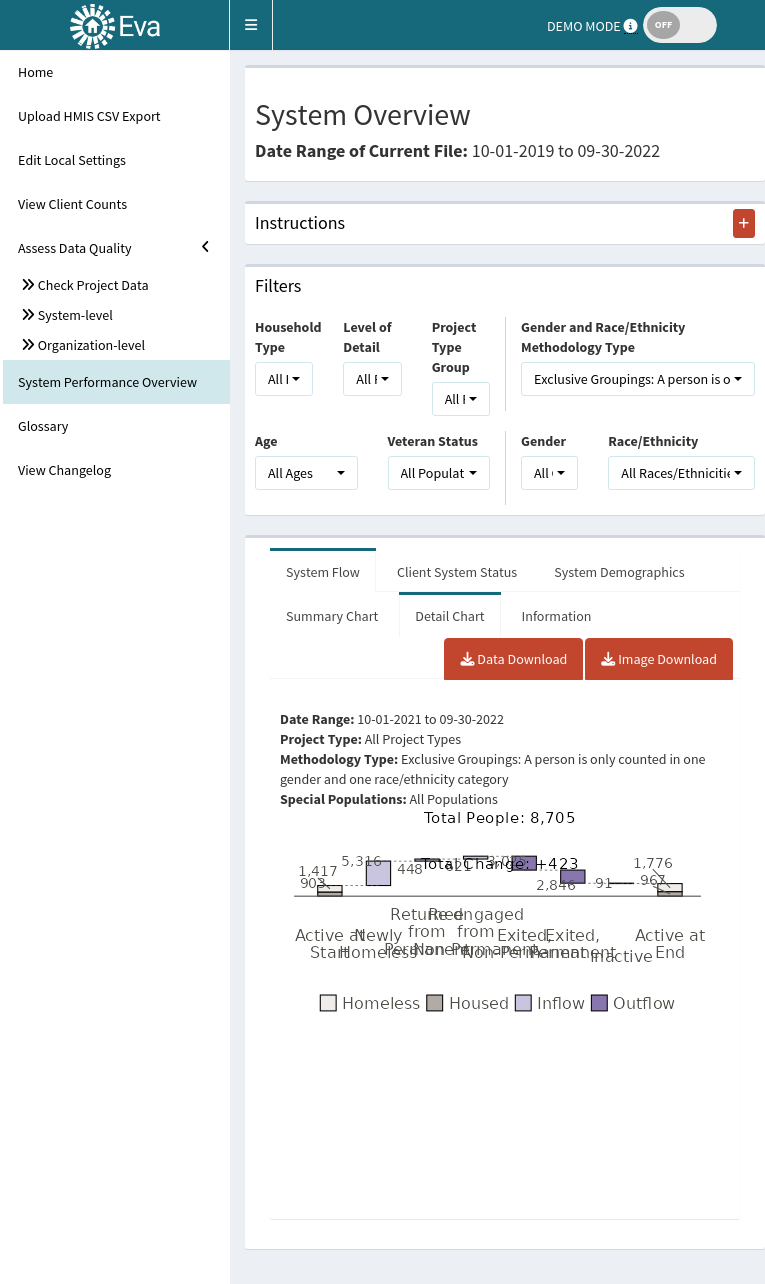 Eva
DEMO MODE
OFF
Home
Upload HMIS CSV Export
Edit Local Settings
View Client Counts
Assess Data Quality
Check Project Data
System-level
Organization-level
System Performance Overview
Glossary
View Changelog
System Overview
Date Range of Current File: 10-01-2019 to 09-30-2022
Instructions
+
Filters
Household
Type
All
Level of
Detail
All
Project
Type
Group
All
Gender and Race/Ethnicity
Methodology Type
Exclusive Groupings: A person is o
Age
All Ages
Veteran Status
All Populat
Gender
All
Race/Ethnicity
All Races/Ethnicitie
System Flow
Client System Status
System Demographics
Summary Chart
Detail Chart
Information
Data Download
Image Download
Date Range: 10-01-2021 to 09-30-2022
Project Type: All Project Types
Methodology Type: Exclusive Groupings: A person is only counted in one
gender and one race/ethnicity category
Special Populations: All Populations
Total People: 8,705
Total Change: +423
1,417
903
5,316
448
621
2,846
91
1,776
967
Active at
Start
Newly
Homeless
Returned
from
Permanent
Re-engaged
from
Non-Permanent
Exited,
Non-Permanent
Exited,
Permanent
Inactive
Active at
End
Homeless
Housed
Inflow
Outflow